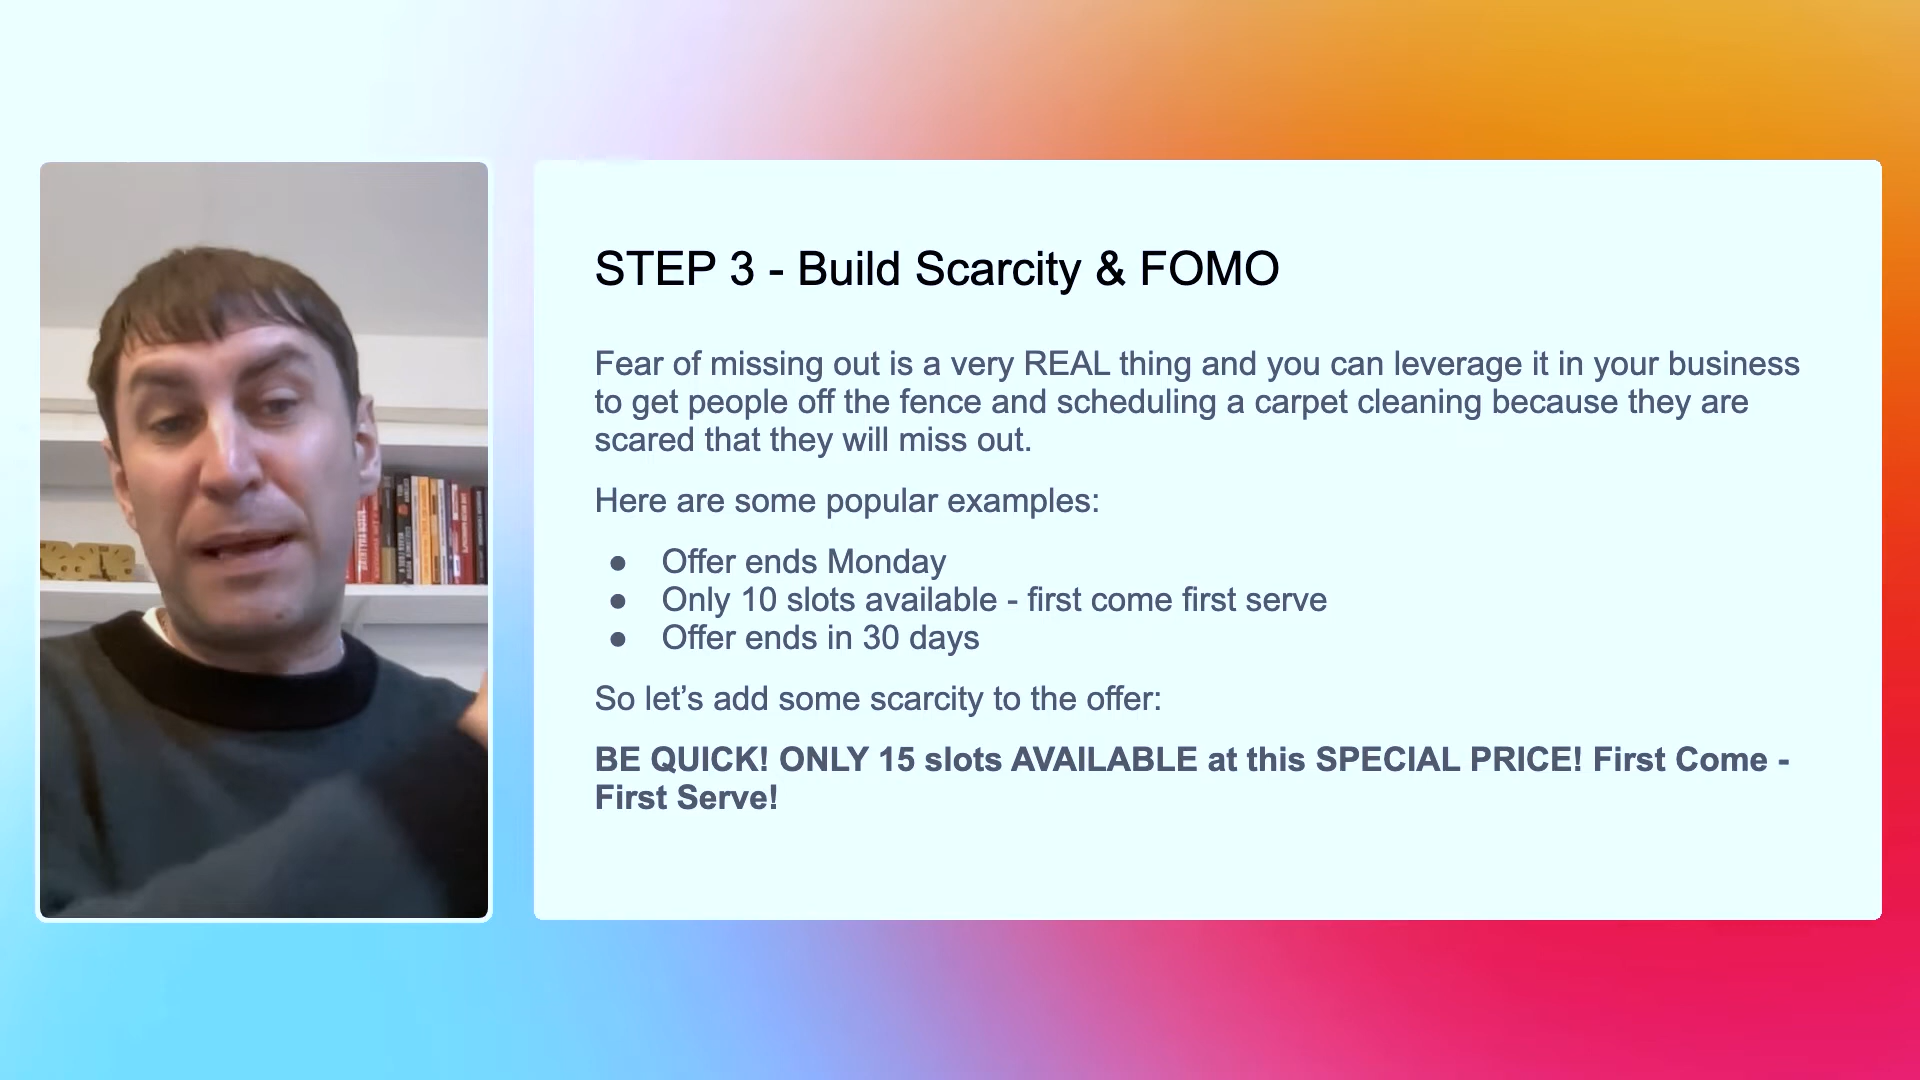 STEP 3 - Build Scarcity & FOMO
Fear of missing out is a very REAL thing and you can leverage it in your business
to get people off the fence and scheduling a carpet cleaning because they are
scared that they will miss out.
Here are some popular examples:
● Offer ends Monday
● Only 10 slots available - first come first serve
● Offer ends in 30 days
So let’s add some scarcity to the offer:
BE QUICK! ONLY 15 slots AVAILABLE at this SPECIAL PRICE! First Come -
First Serve!